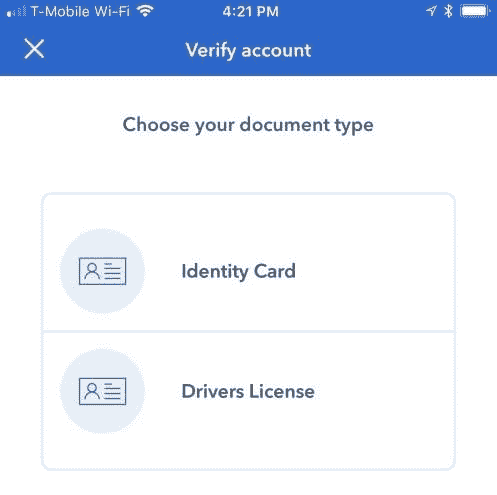 T-Mobile Wi-Fi 4:21 PM
Verify account
Choose your document type
Identity Card
Drivers License